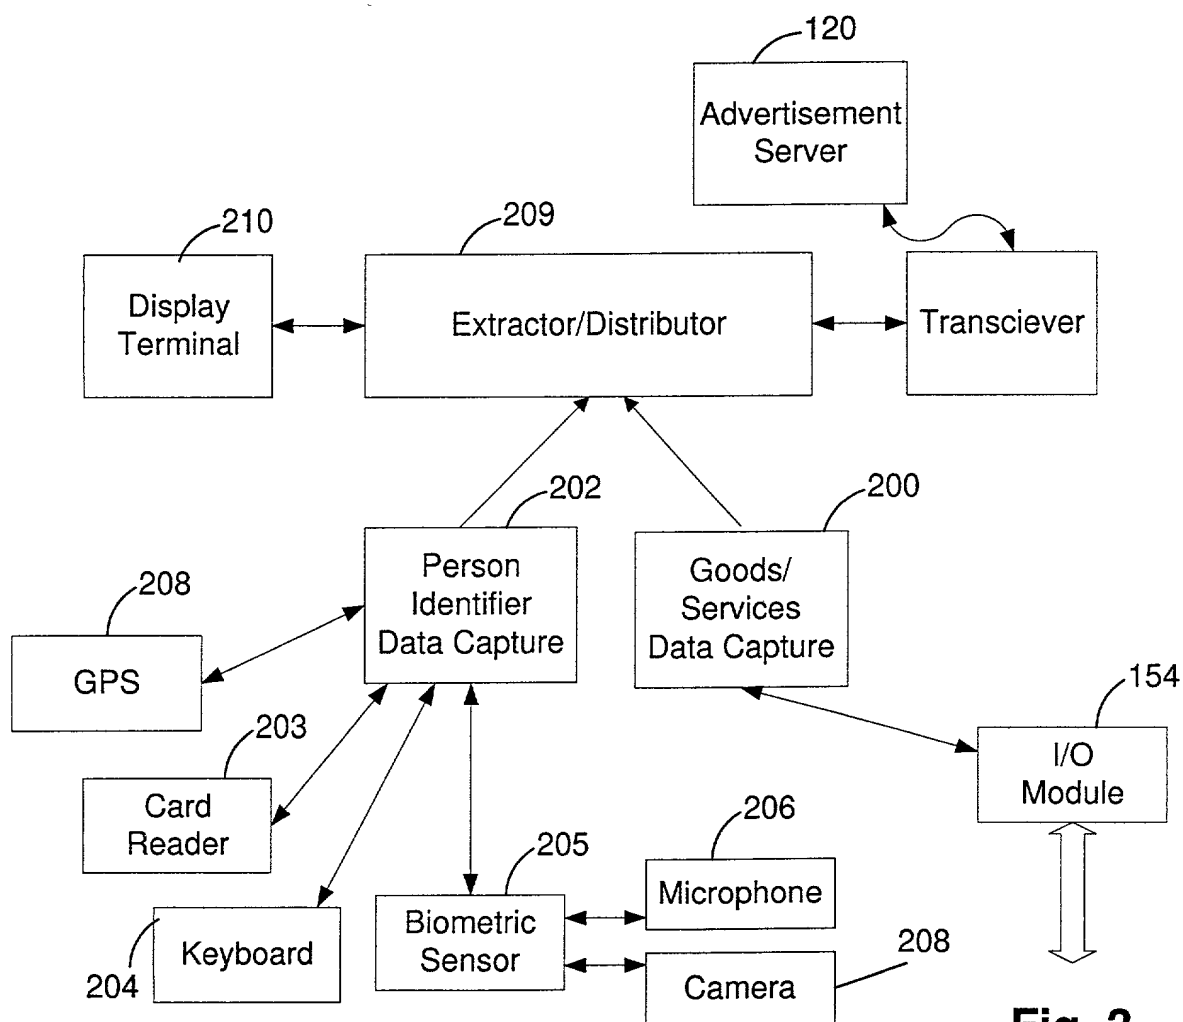 120
Advertisement
Server
210
209
Display
Terminal
Extractor/Distributor
Transciever
202
200
Person
Identifier
Data Capture
Goods/
Services
Data Capture
208
GPS
154
I/O
Module
203
Card
Reader
206
205
Microphone
Biometric
Sensor
204
Keyboard
208
Camera